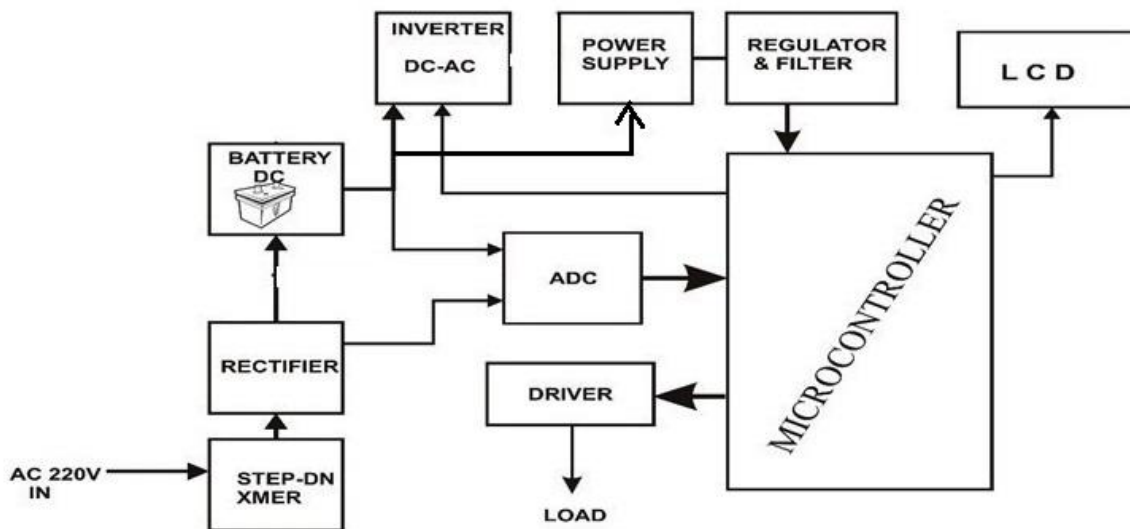 INVERTER
DC-AC
POWER
SUPPLY
REGULATOR
& FILTER
L C D
BATTERY
DC
ADC
MICROCONTROLLER
RECTIFIER
DRIVER
AC 220V
IN
STEP-DN
XMER
LOAD